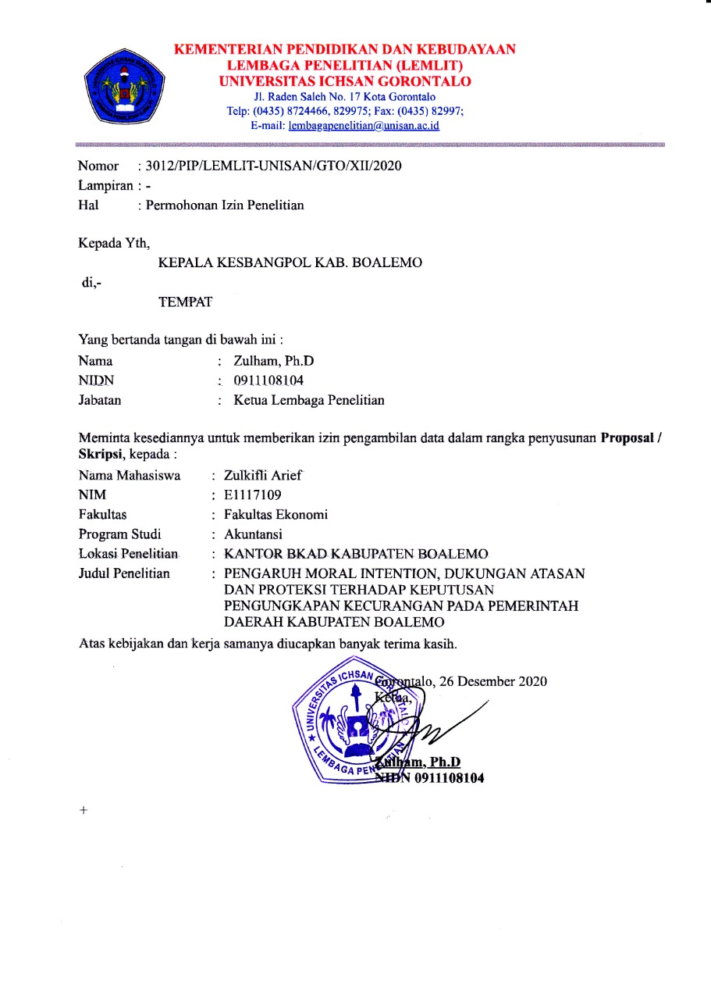 KEMENTERIAN PENDIDIKAN DAN KEBUDAYAAN
LEMBAGA PENELITIAN (LEMLIT)
UNIVERSITAS ICHSAN GORONTALO
Jl. Raden Saleh No. 17 Kota Gorontalo
Telp: (0435) 8724466, 829975; Fax: (0435) 82997;
E-mail: lembagapenelitian@unisan.ac.id
Nomor : 3012/PIP/LEMLIT-UNISAN/GTO/XII/2020
Lampiran : -
Hal : Permohonan Izin Penelitian
Kepada Yth,
KEPALA KESBANGPOL KAB. BOALEMO
di,-
TEMPAT
Yang bertanda tangan di bawah ini :
Nama : Zulham, Ph.D
NIDN : 0911108104
Jabatan : Ketua Lembaga Penelitian
Meminta kesediannya untuk memberikan izin pengambilan data dalam rangka penyusunan Proposal /
Skripsi, kepada :
Nama Mahasiswa : Zulkifli Arief
NIM : E1117109
Fakultas : Fakultas Ekonomi
Program Studi : Akuntansi
Lokasi Penelitian : KANTOR BKAD KABUPATEN BOALEMO
Judul Penelitian : PENGARUH MORAL INTENTION, DUKUNGAN ATASAN
DAN PROTEKSI TERHADAP KEPUTUSAN
PENGUNGKAPAN KECURANGAN PADA PEMERINTAH
DAERAH KABUPATEN BOALEMO
Atas kebijakan dan kerja samanya diucapkan banyak terima kasih.
Gorontalo, 26 Desember 2020
Ketua,
UNIVERSITAS ICHSAN GORONTALO
LEMBAGA PENELITIAN
Zulham, Ph.D
NIDN 0911108104
+